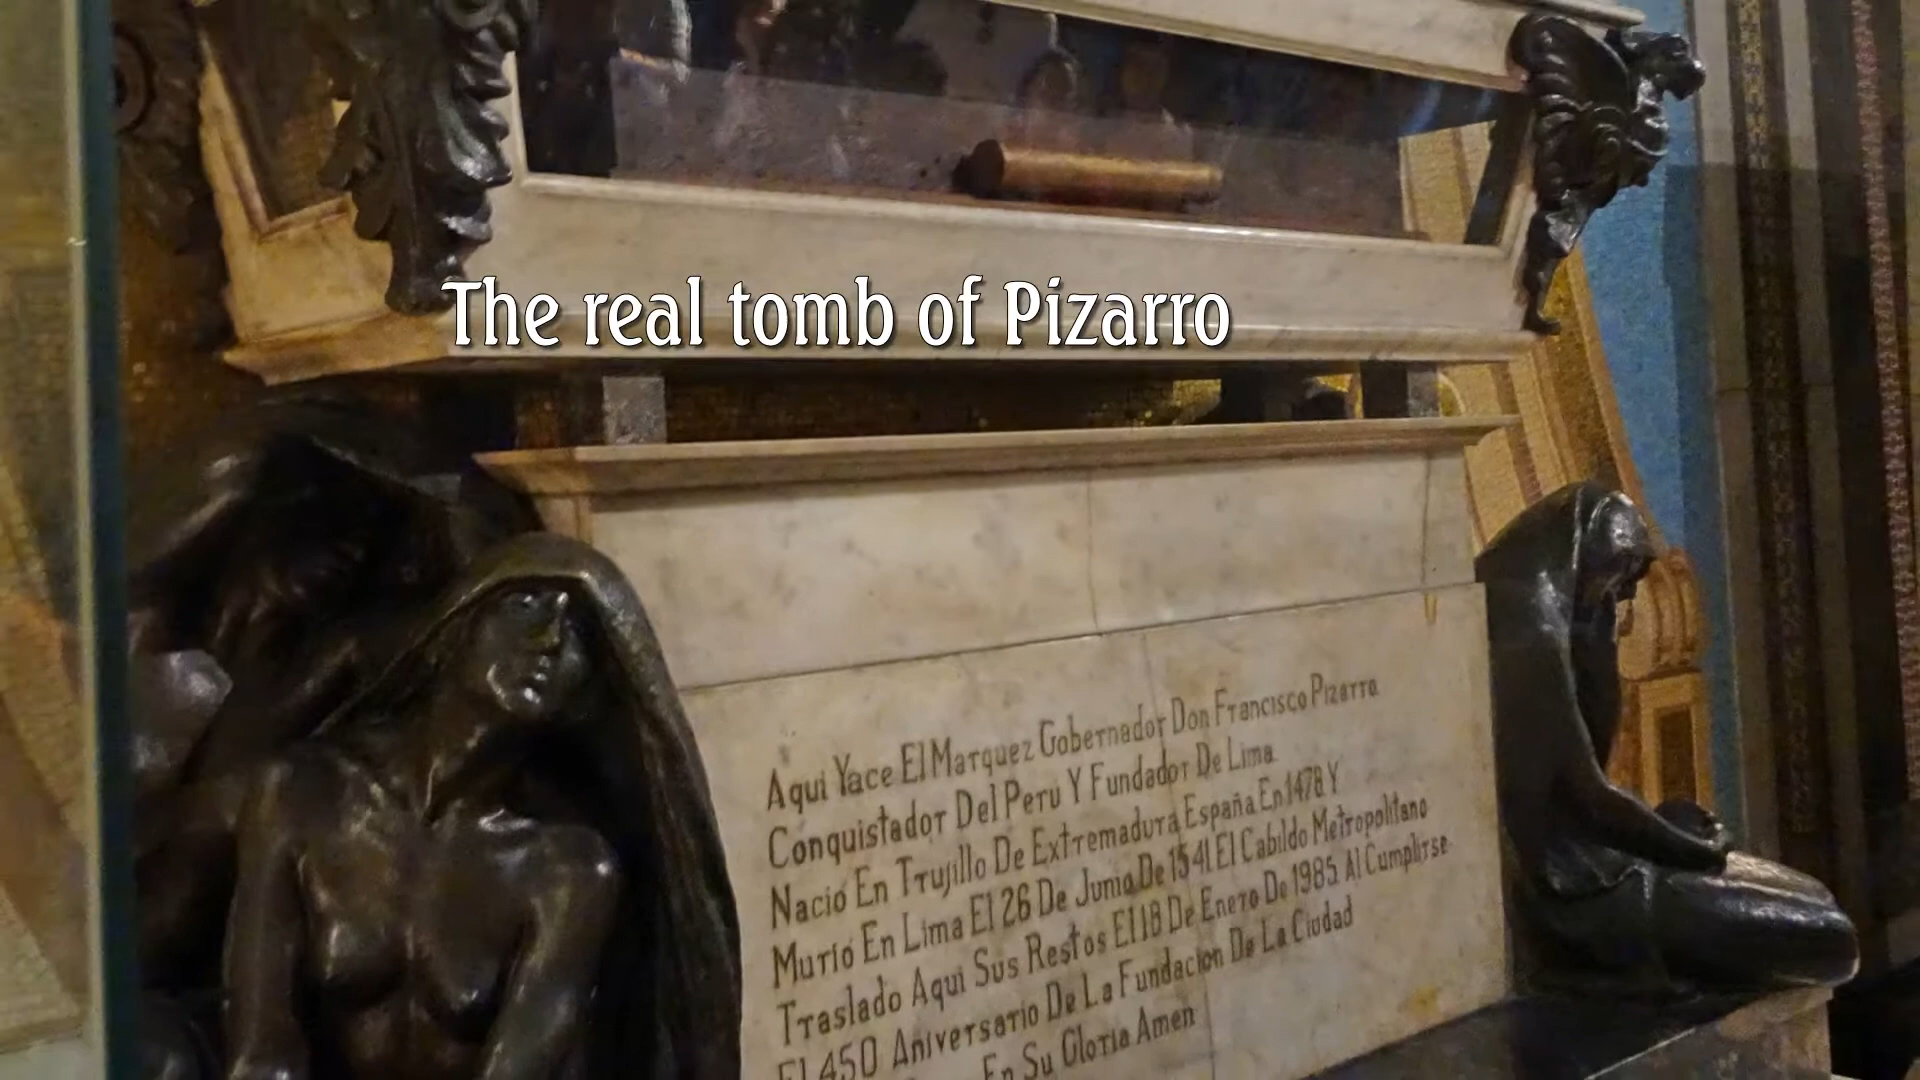 The real tomb of Pizarro
Aqui Yace El Marquez Gobernador Don Francisco Pizarro
Conquistador Del Peru Y Fundador De Lima
Nacio En Trujillo De Extremadura España En 1478 Y
Murio En Lima El 26 De Junio De 1541 El Cabildo Metropolitano
Traslado Aqui Sus Restos El 18 De Enero De 1985 Al Cumplirse
El 450 Aniversario De La Fundacion De La Ciudad
En Su Gloria Amen